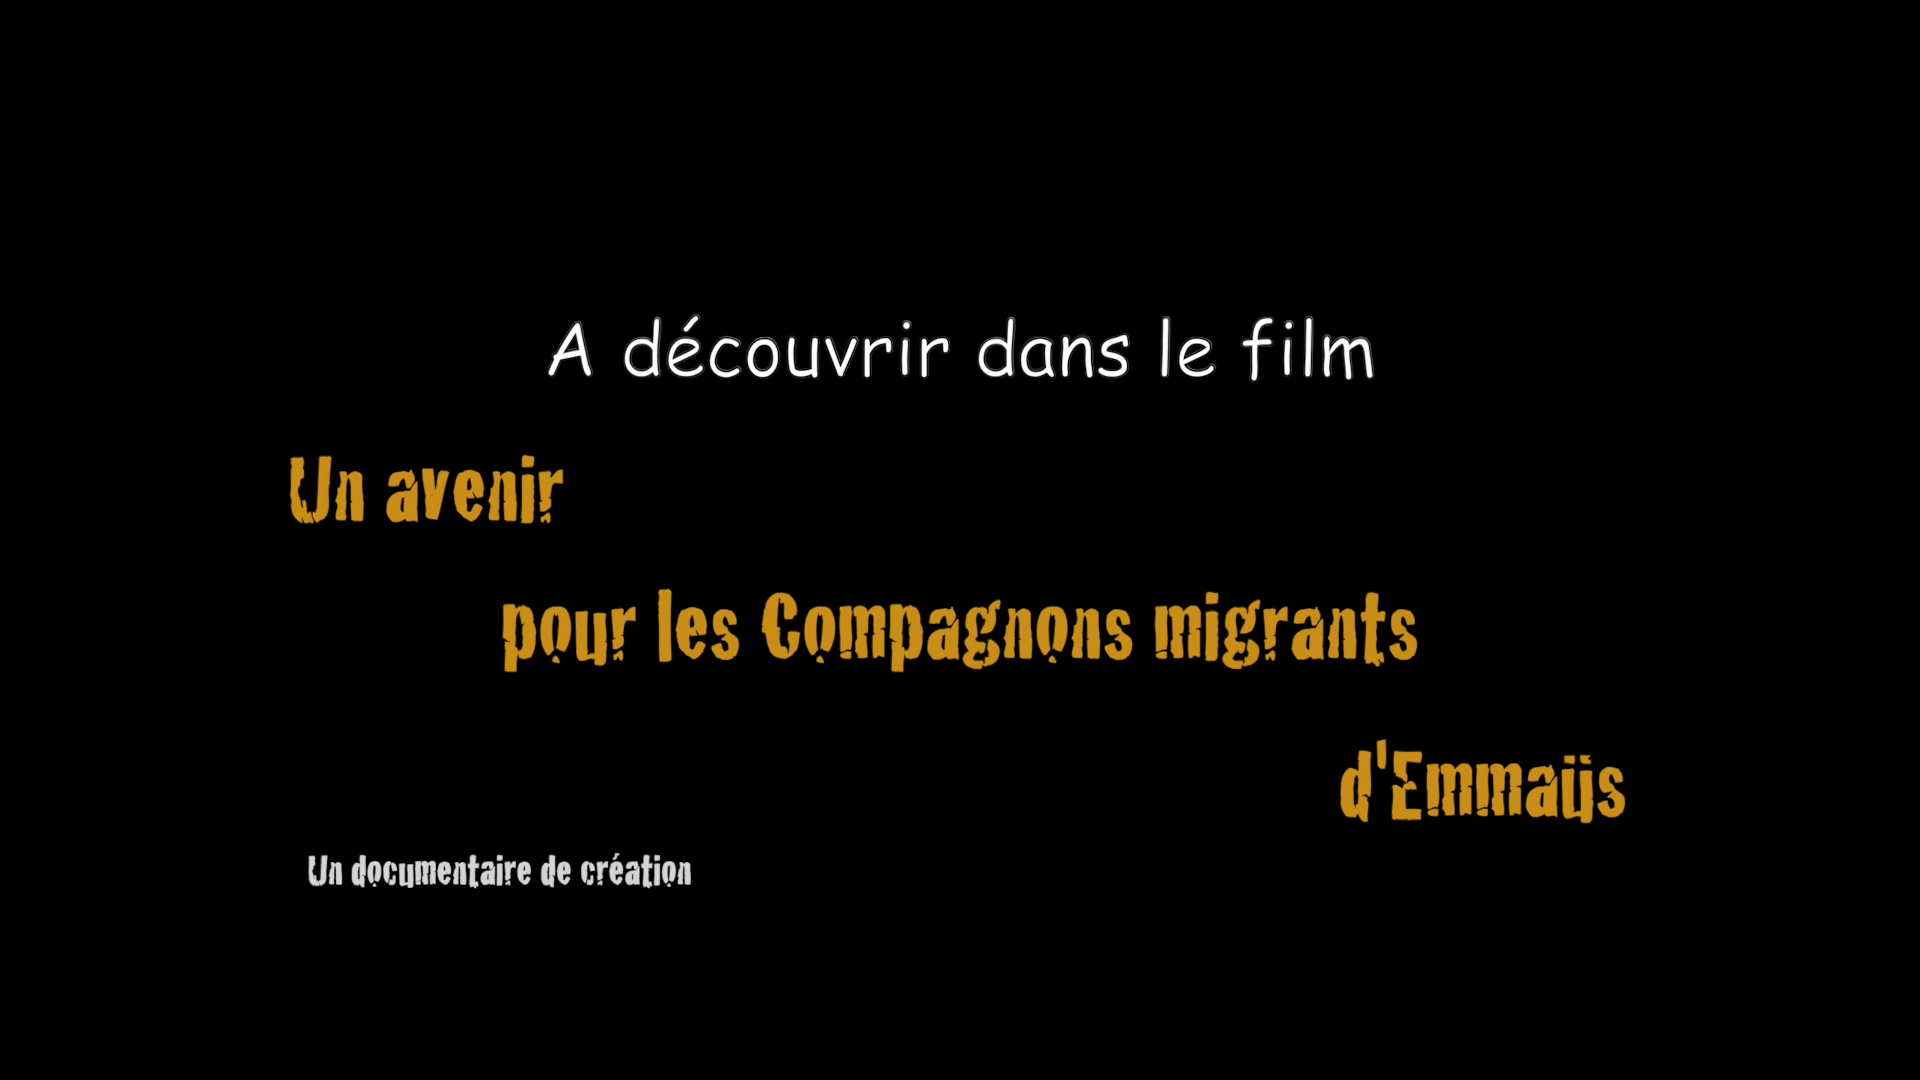 A découvrir dans le film
Un avenir
pour les Compagnons migrants
d'Emmaüs
Un documentaire de création